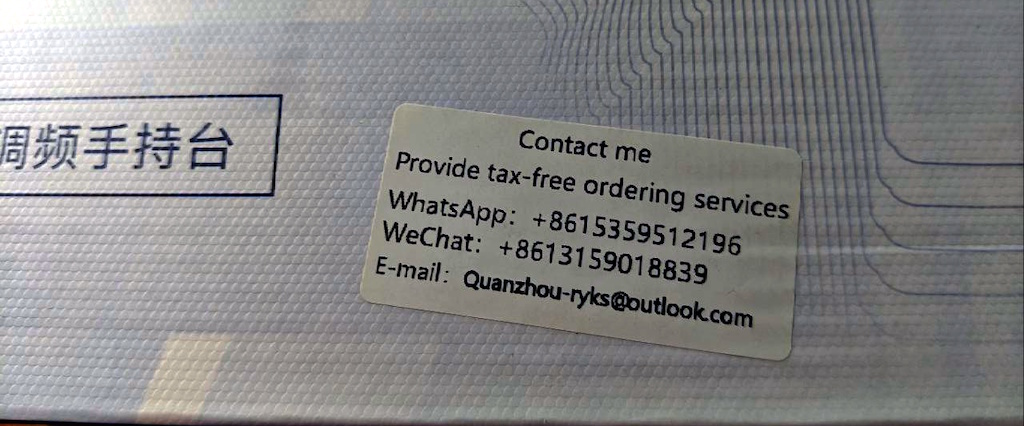 调频手持台
Contact me
Provide tax-free ordering services
WhatsApp： +8615359512196
WeChat： +8613159018839
E-mail： Quanzhou-ryks@outlook.com